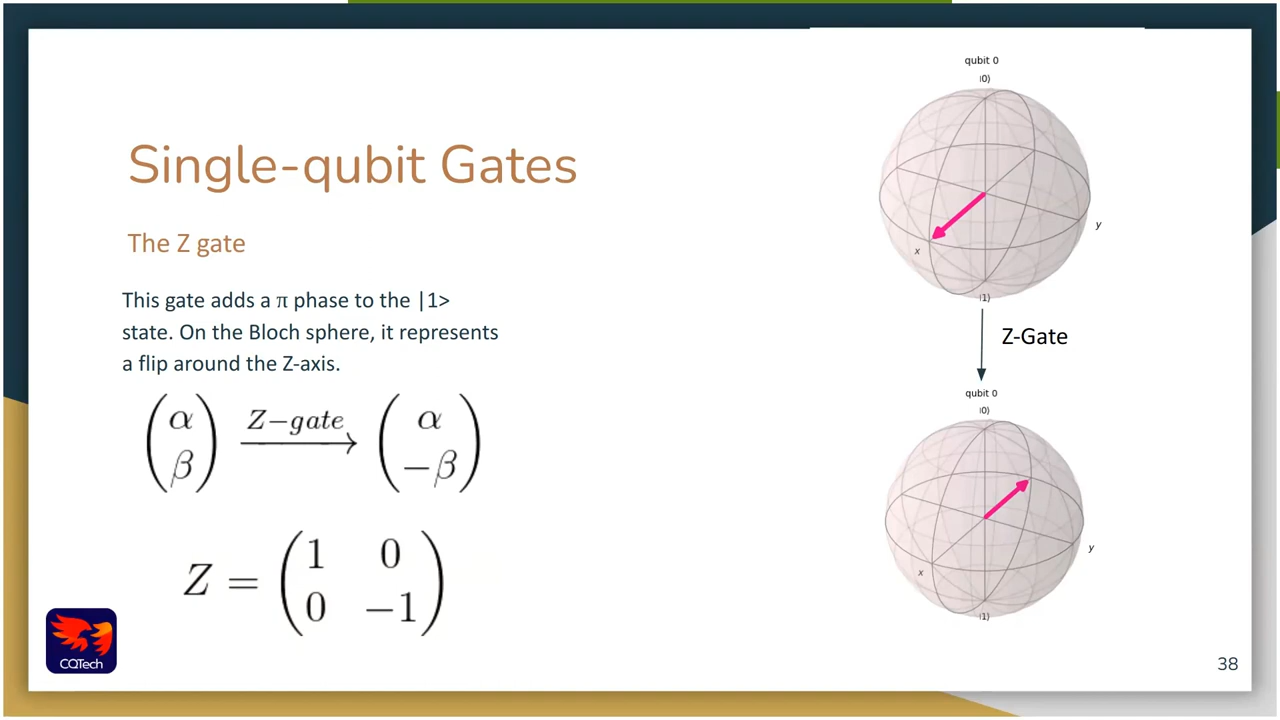 Single-qubit Gates
The Z gate
This gate adds a π phase to the |1>
state. On the Bloch sphere, it represents
a flip around the Z-axis.
(α β) Z−gate → (α −β)
Z = (1 0 0 −1)
CQTech
qubit 0
|0⟩
x
y
|1⟩
Z-Gate
qubit 0
|0⟩
x
y
|1⟩
38